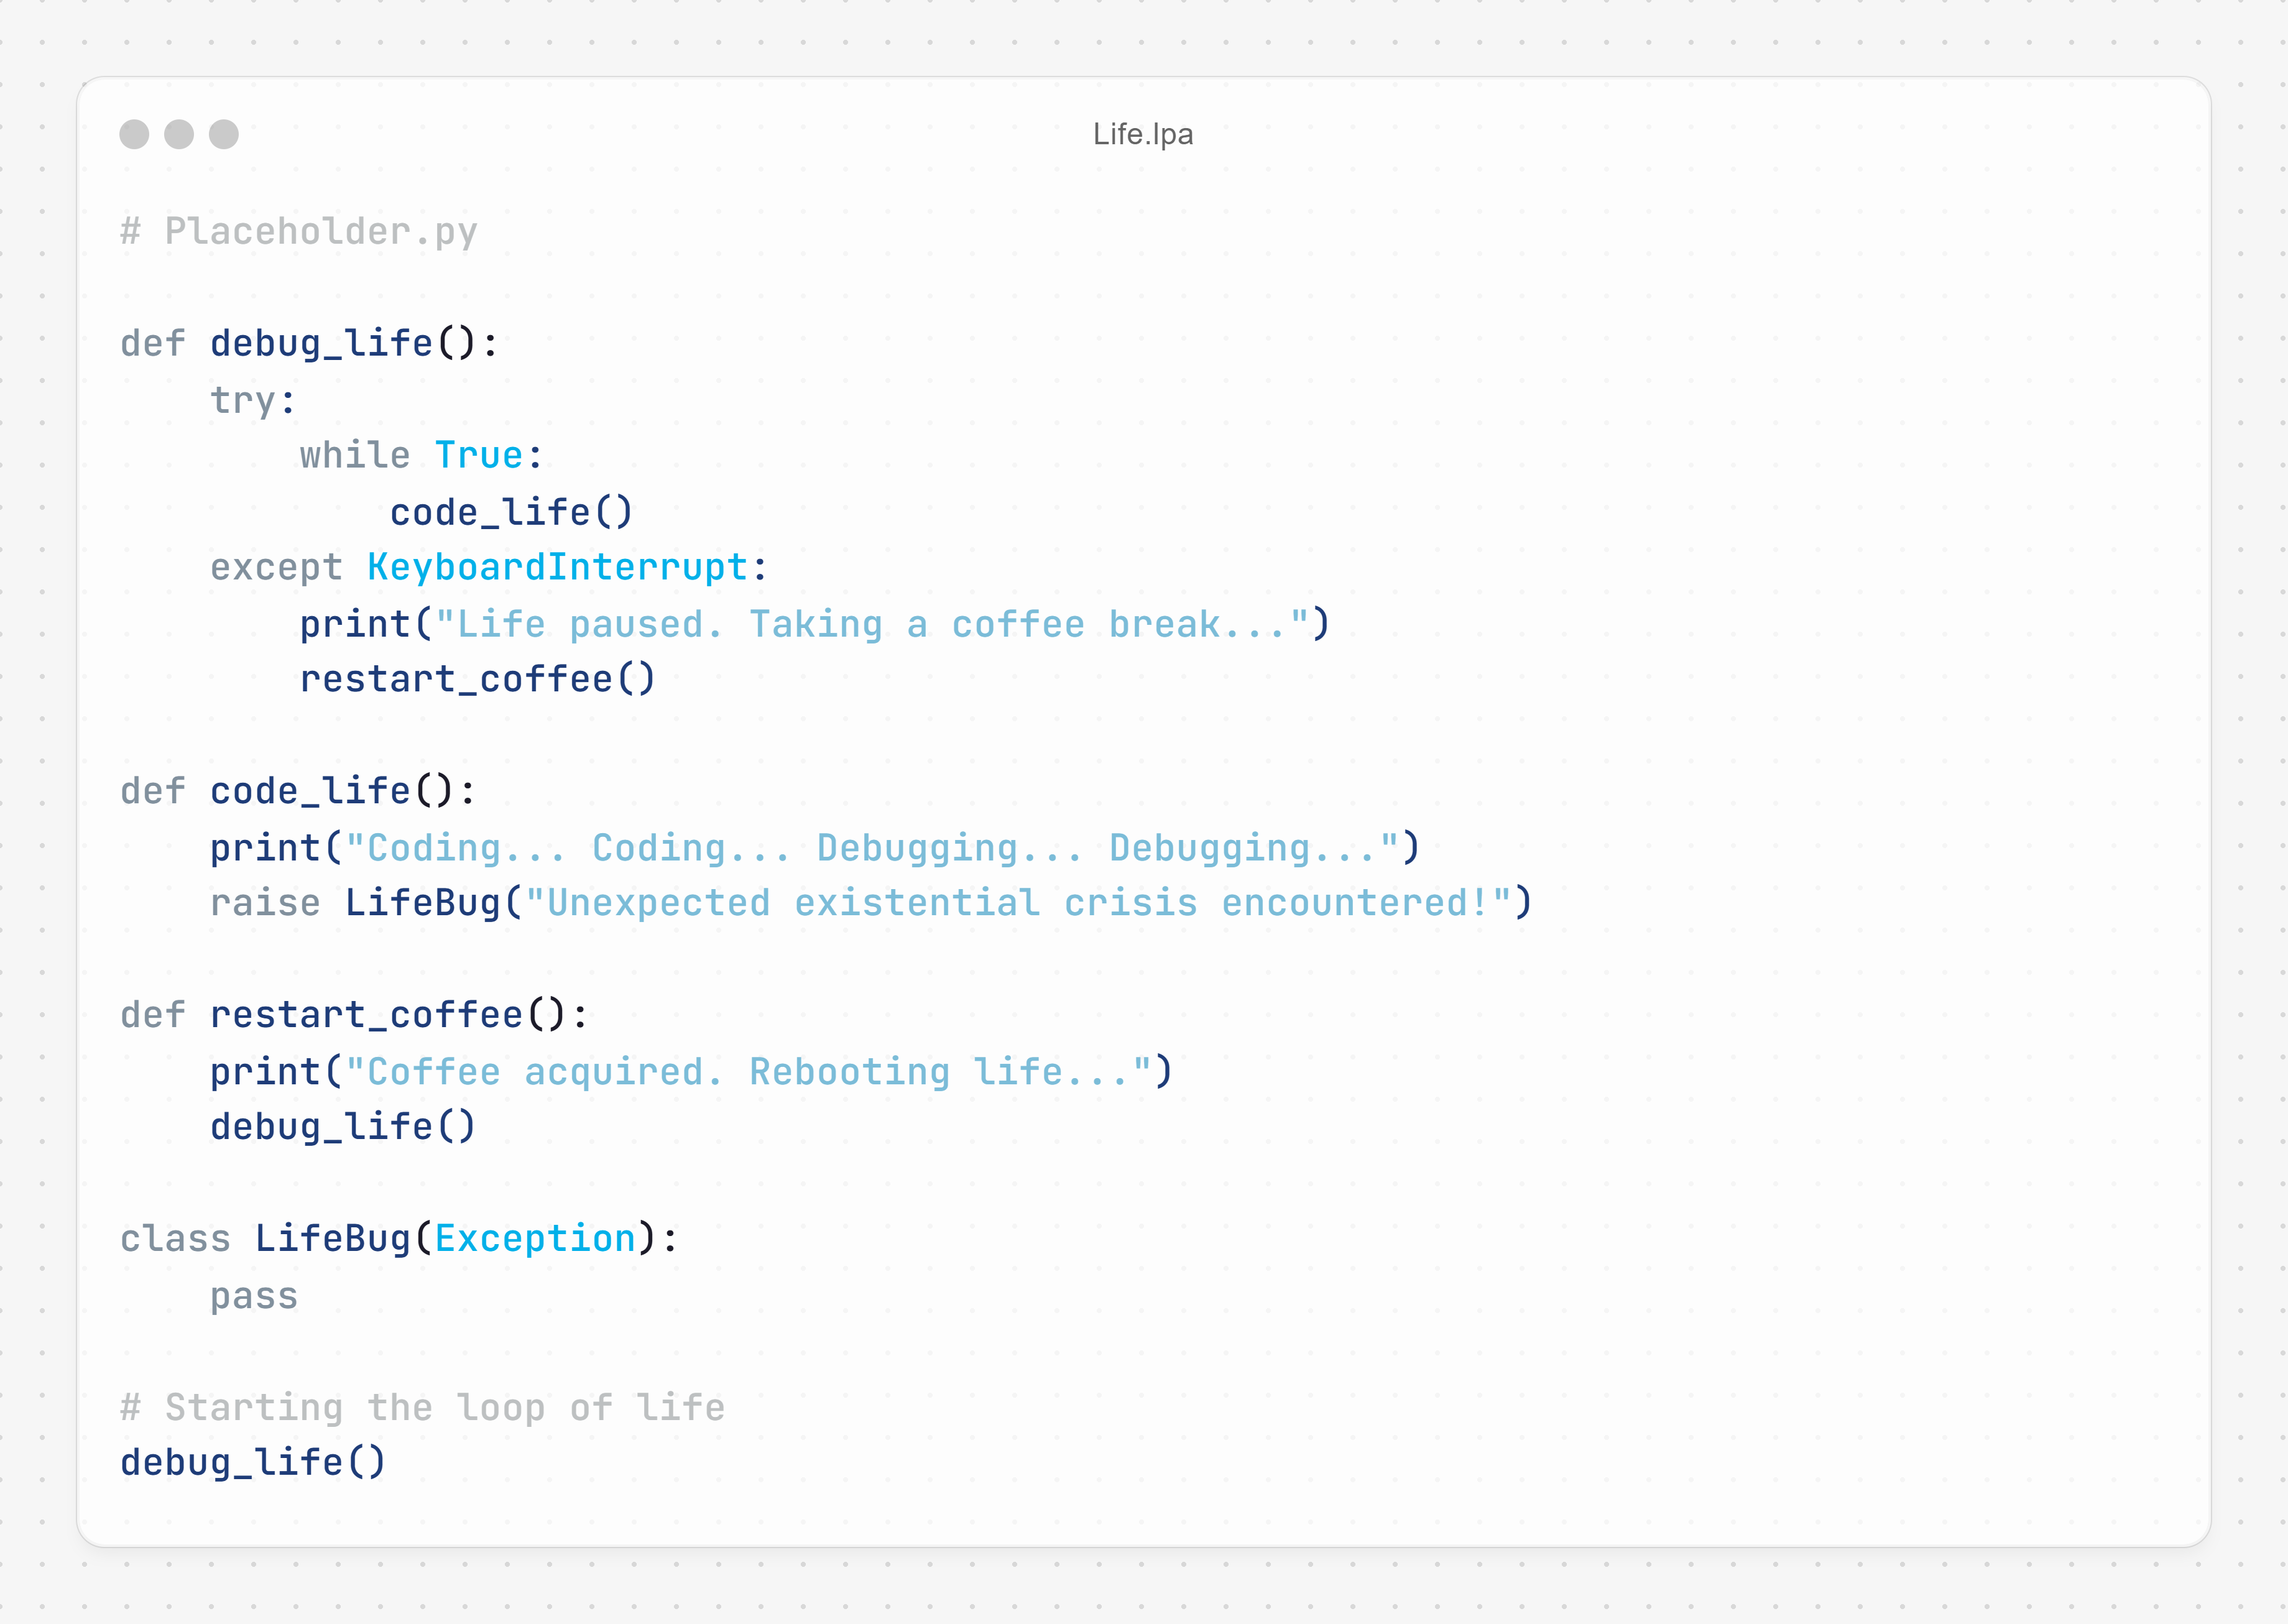 Life.lpa
# Placeholder.py
def debug_life():
    try:
        while True:
            code_life()
    except KeyboardInterrupt:
        print("Life paused. Taking a coffee break...")
        restart_coffee()
def code_life():
    print("Coding... Coding... Debugging... Debugging...")
    raise LifeBug("Unexpected existential crisis encountered!")
def restart_coffee():
    print("Coffee acquired. Rebooting life...")
    debug_life()
class LifeBug(Exception):
    pass
# Starting the loop of life
debug_life()